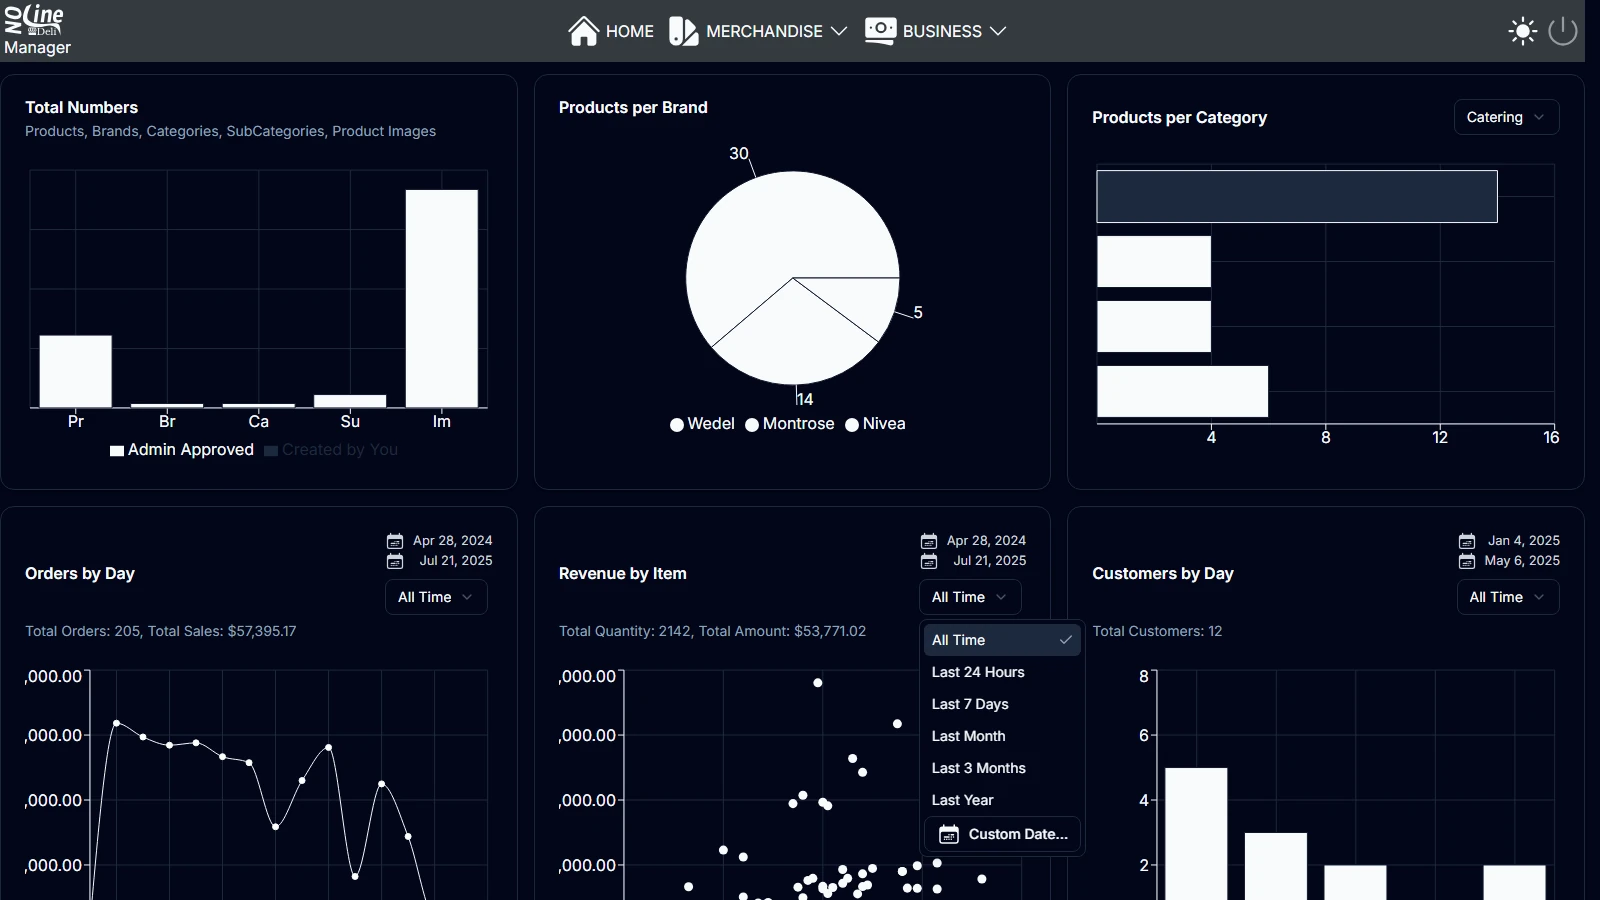 NO Line
Deli
Manager
HOME
MERCHANDISE
BUSINESS
Total Numbers
Products, Brands, Categories, SubCategories, Product Images
Pr
Br
Ca
Su
Im
Admin Approved
Created by You
Products per Brand
30
5
14
Wedel
Montrose
Nivea
Products per Category
Catering
4
8
12
16
Orders by Day
Apr 28, 2024
Jul 21, 2025
All Time
Total Orders: 205, Total Sales: $57,395.17
,000.00
,000.00
,000.00
,000.00
Revenue by Item
Apr 28, 2024
Jul 21, 2025
All Time
Total Quantity: 2142, Total Amount: $53,771.02
,000.00
,000.00
,000.00
,000.00
All Time
Last 24 Hours
Last 7 Days
Last Month
Last 3 Months
Last Year
Custom Date...
Customers by Day
Jan 4, 2025
May 6, 2025
All Time
Total Customers: 12
8
6
4
2